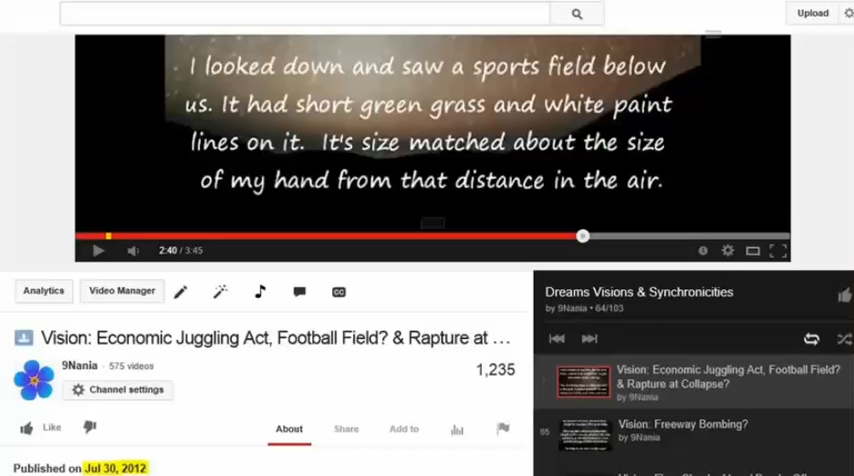 Upload
I looked down and saw a sports field below
us. It had short green grass and white paint
lines on it. It's size matched about the size
of my hand from that distance in the air.
2:40 / 3:45
Analytics
Video Manager
CC
Vision: Economic Juggling Act, Football Field? & Rapture at ...
9Nania · 575 videos
1,235
Channel settings
Like
About
Share
Add to
Published on Jul 30, 2012
Dreams Visions & Synchronicities
by 9Nania • 64/103
Vision: Economic Juggling Act, Football Field?
& Rapture at Collapse?
by 9Nania
65
Vision: Freeway Bombing?
by 9Nania